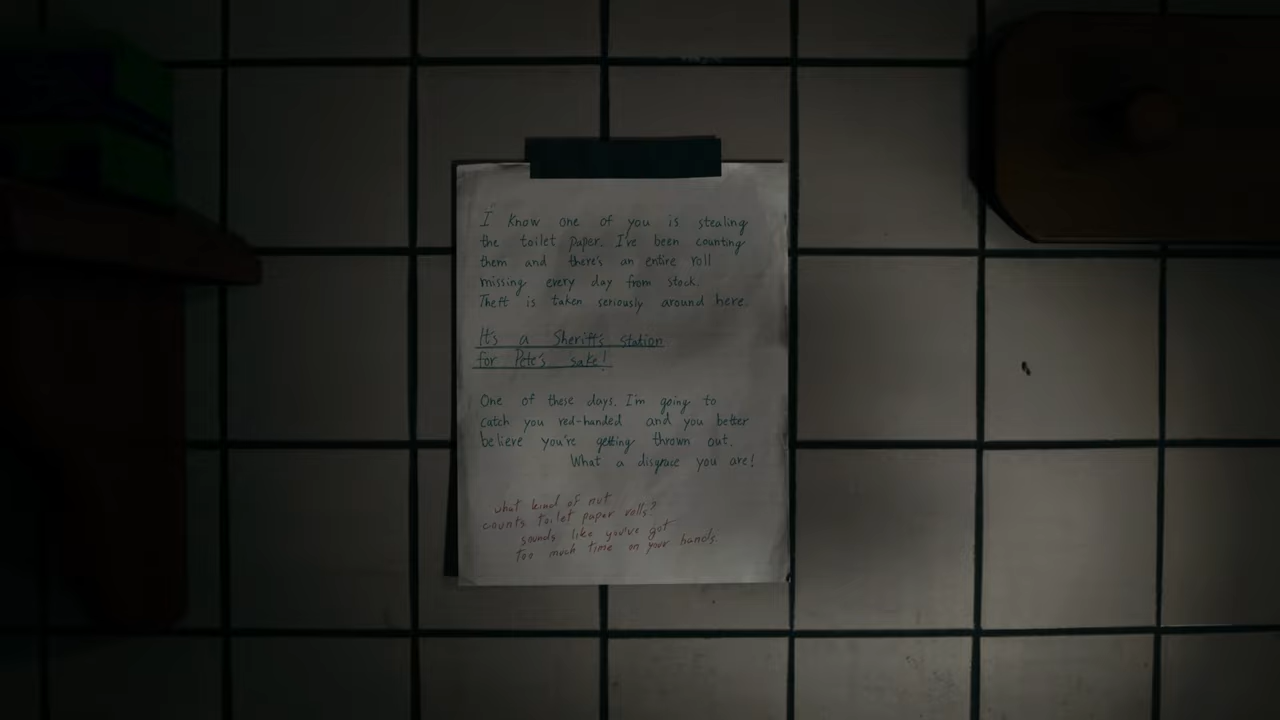 I know one of you is stealing
the toilet paper. I've been counting
them and there's an entire roll
missing every day from stock.
Theft is taken seriously around here.
It's a Sheriff's station
for Pete's sake!
One of these days, I'm going to
catch you red-handed and you better
believe you're getting thrown out.
What a disgrace you are!
what kind of nut
counts toilet paper rolls?
sounds like you've got
too much time on your hands.